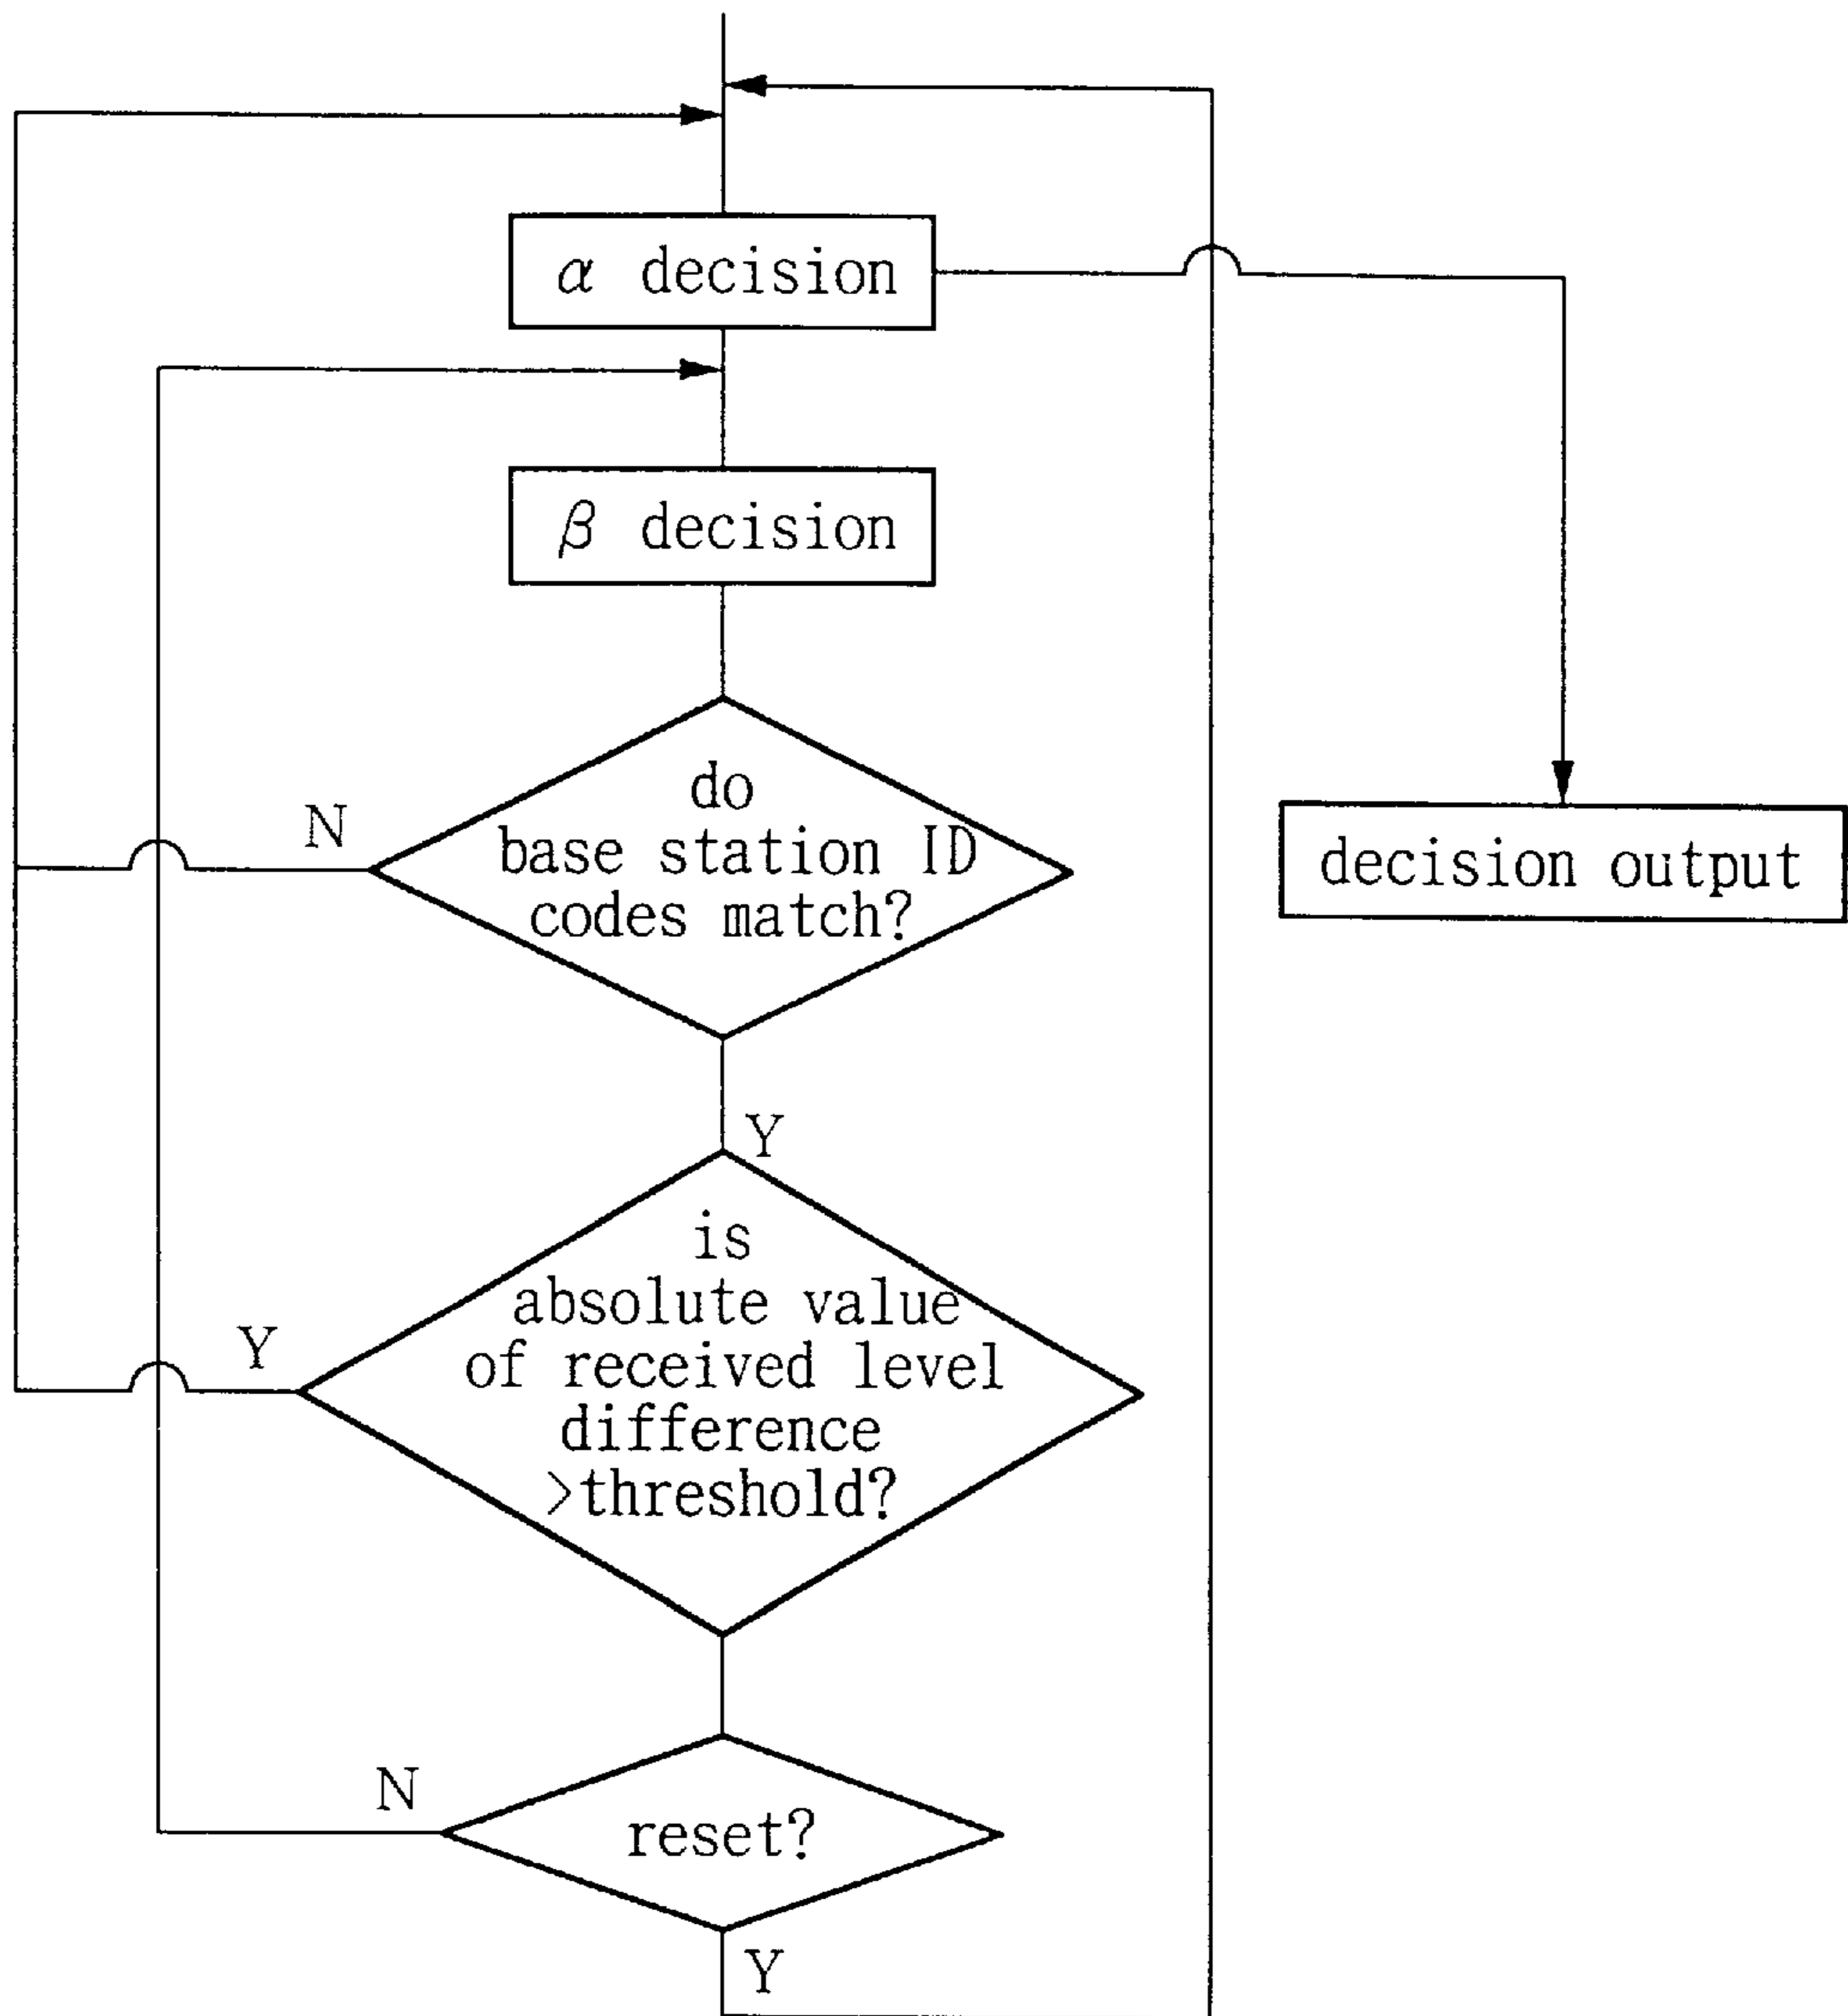 α decision
β decision
do
base station ID
codes match?
N
decision output
Y
is
absolute value
of received level
difference
>threshold?
Y
N
reset?
Y